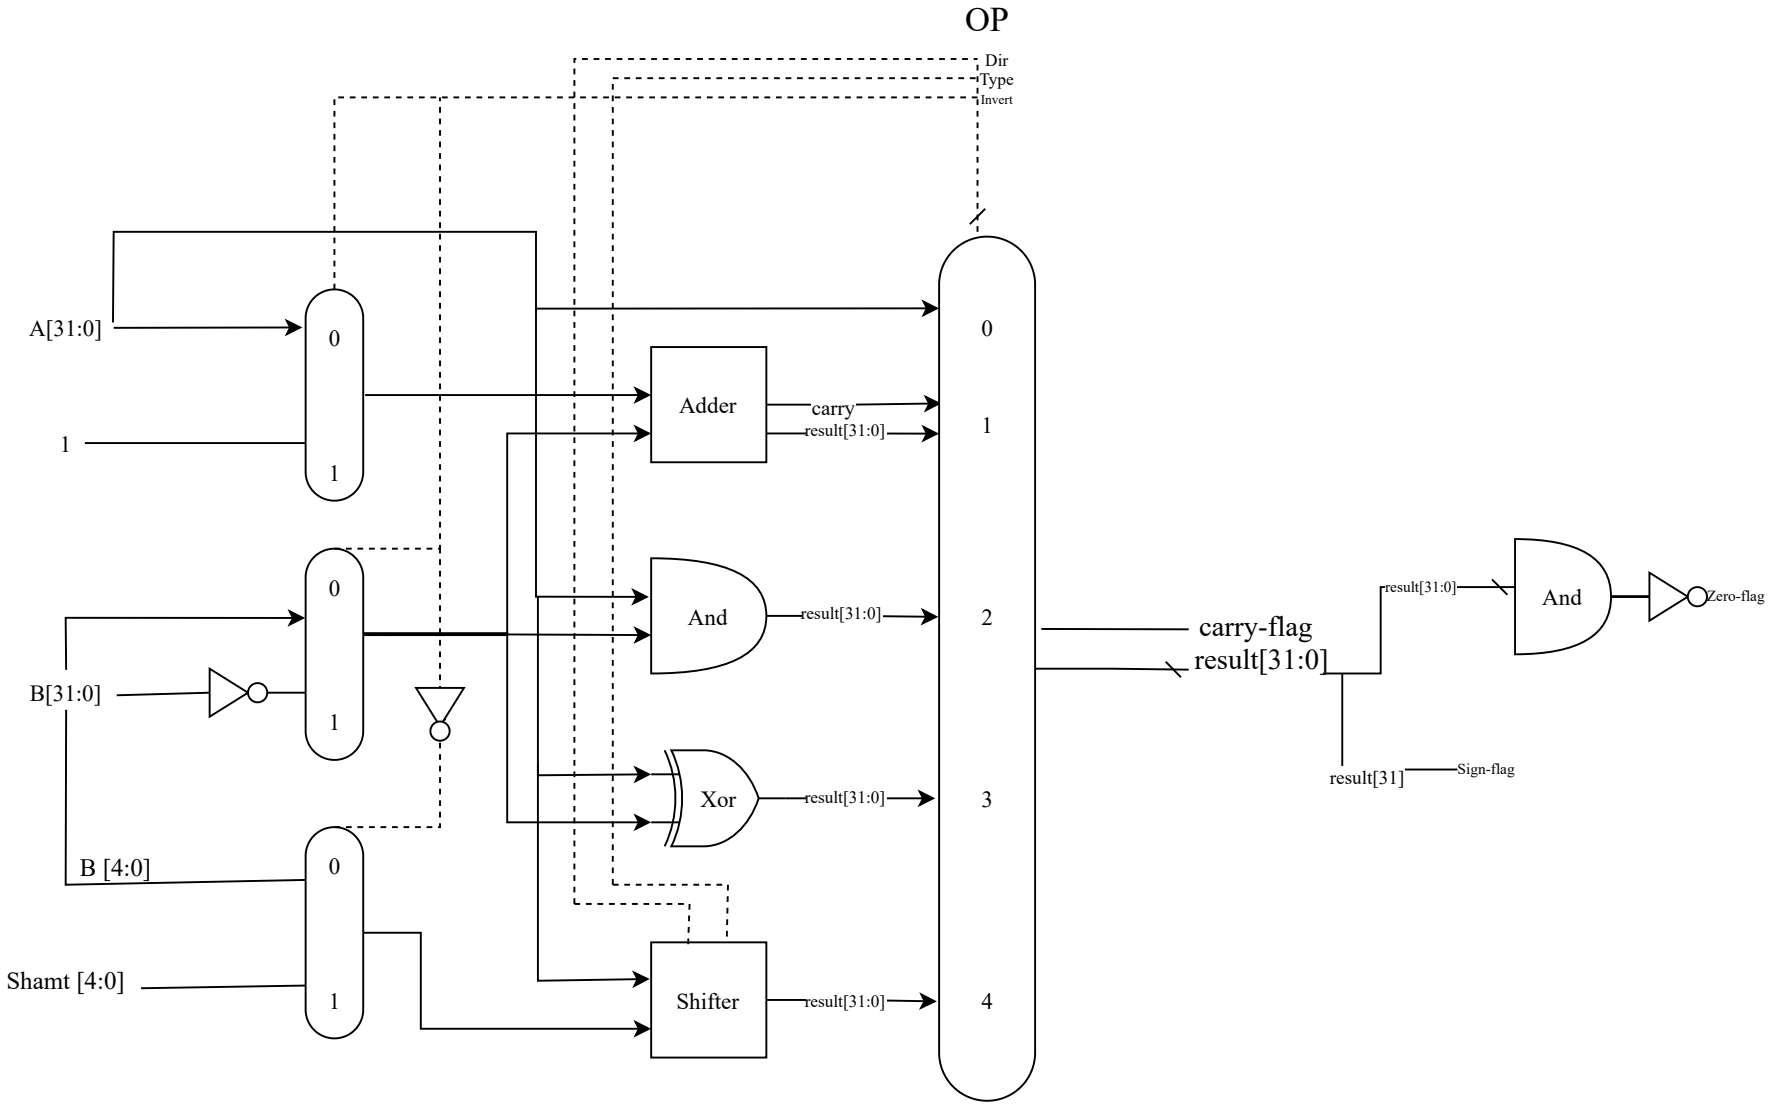 OP
Dir
Type
Invert
A[31:0]
0
1
1
0
B[31:0]
1
B [4:0]
0
Shamt [4:0]
1
Adder
carry
result[31:0]
And
result[31:0]
Xor
result[31:0]
Shifter
result[31:0]
0
1
2
3
4
carry-flag
result[31:0]
result[31:0]
And
Zero-flag
result[31]
Sign-flag